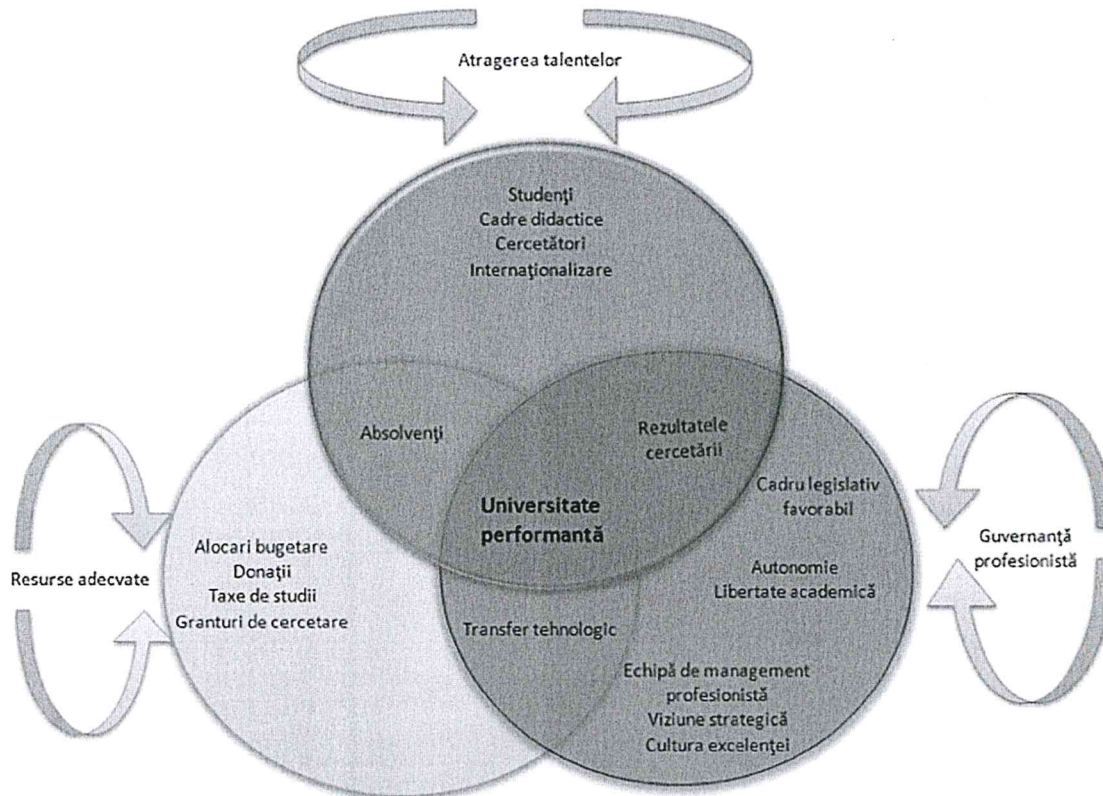 Atragerea talentelor
Studenţi
Cadre didactice
Cercetători
Internaţionalizare
Absolvenţi
Rezultatele
cercetării
Universitate
performantă
Cadru legislativ
favorabil
Resurse adecvate
Alocari bugetare
Donaţii
Taxe de studii
Granturi de cercetare
Autonomie
Libertate academică
Guvernanţă
profesionistă
Transfer tehnologic
Echipă de management
profesionistă
Viziune strategică
Cultura excelenţei